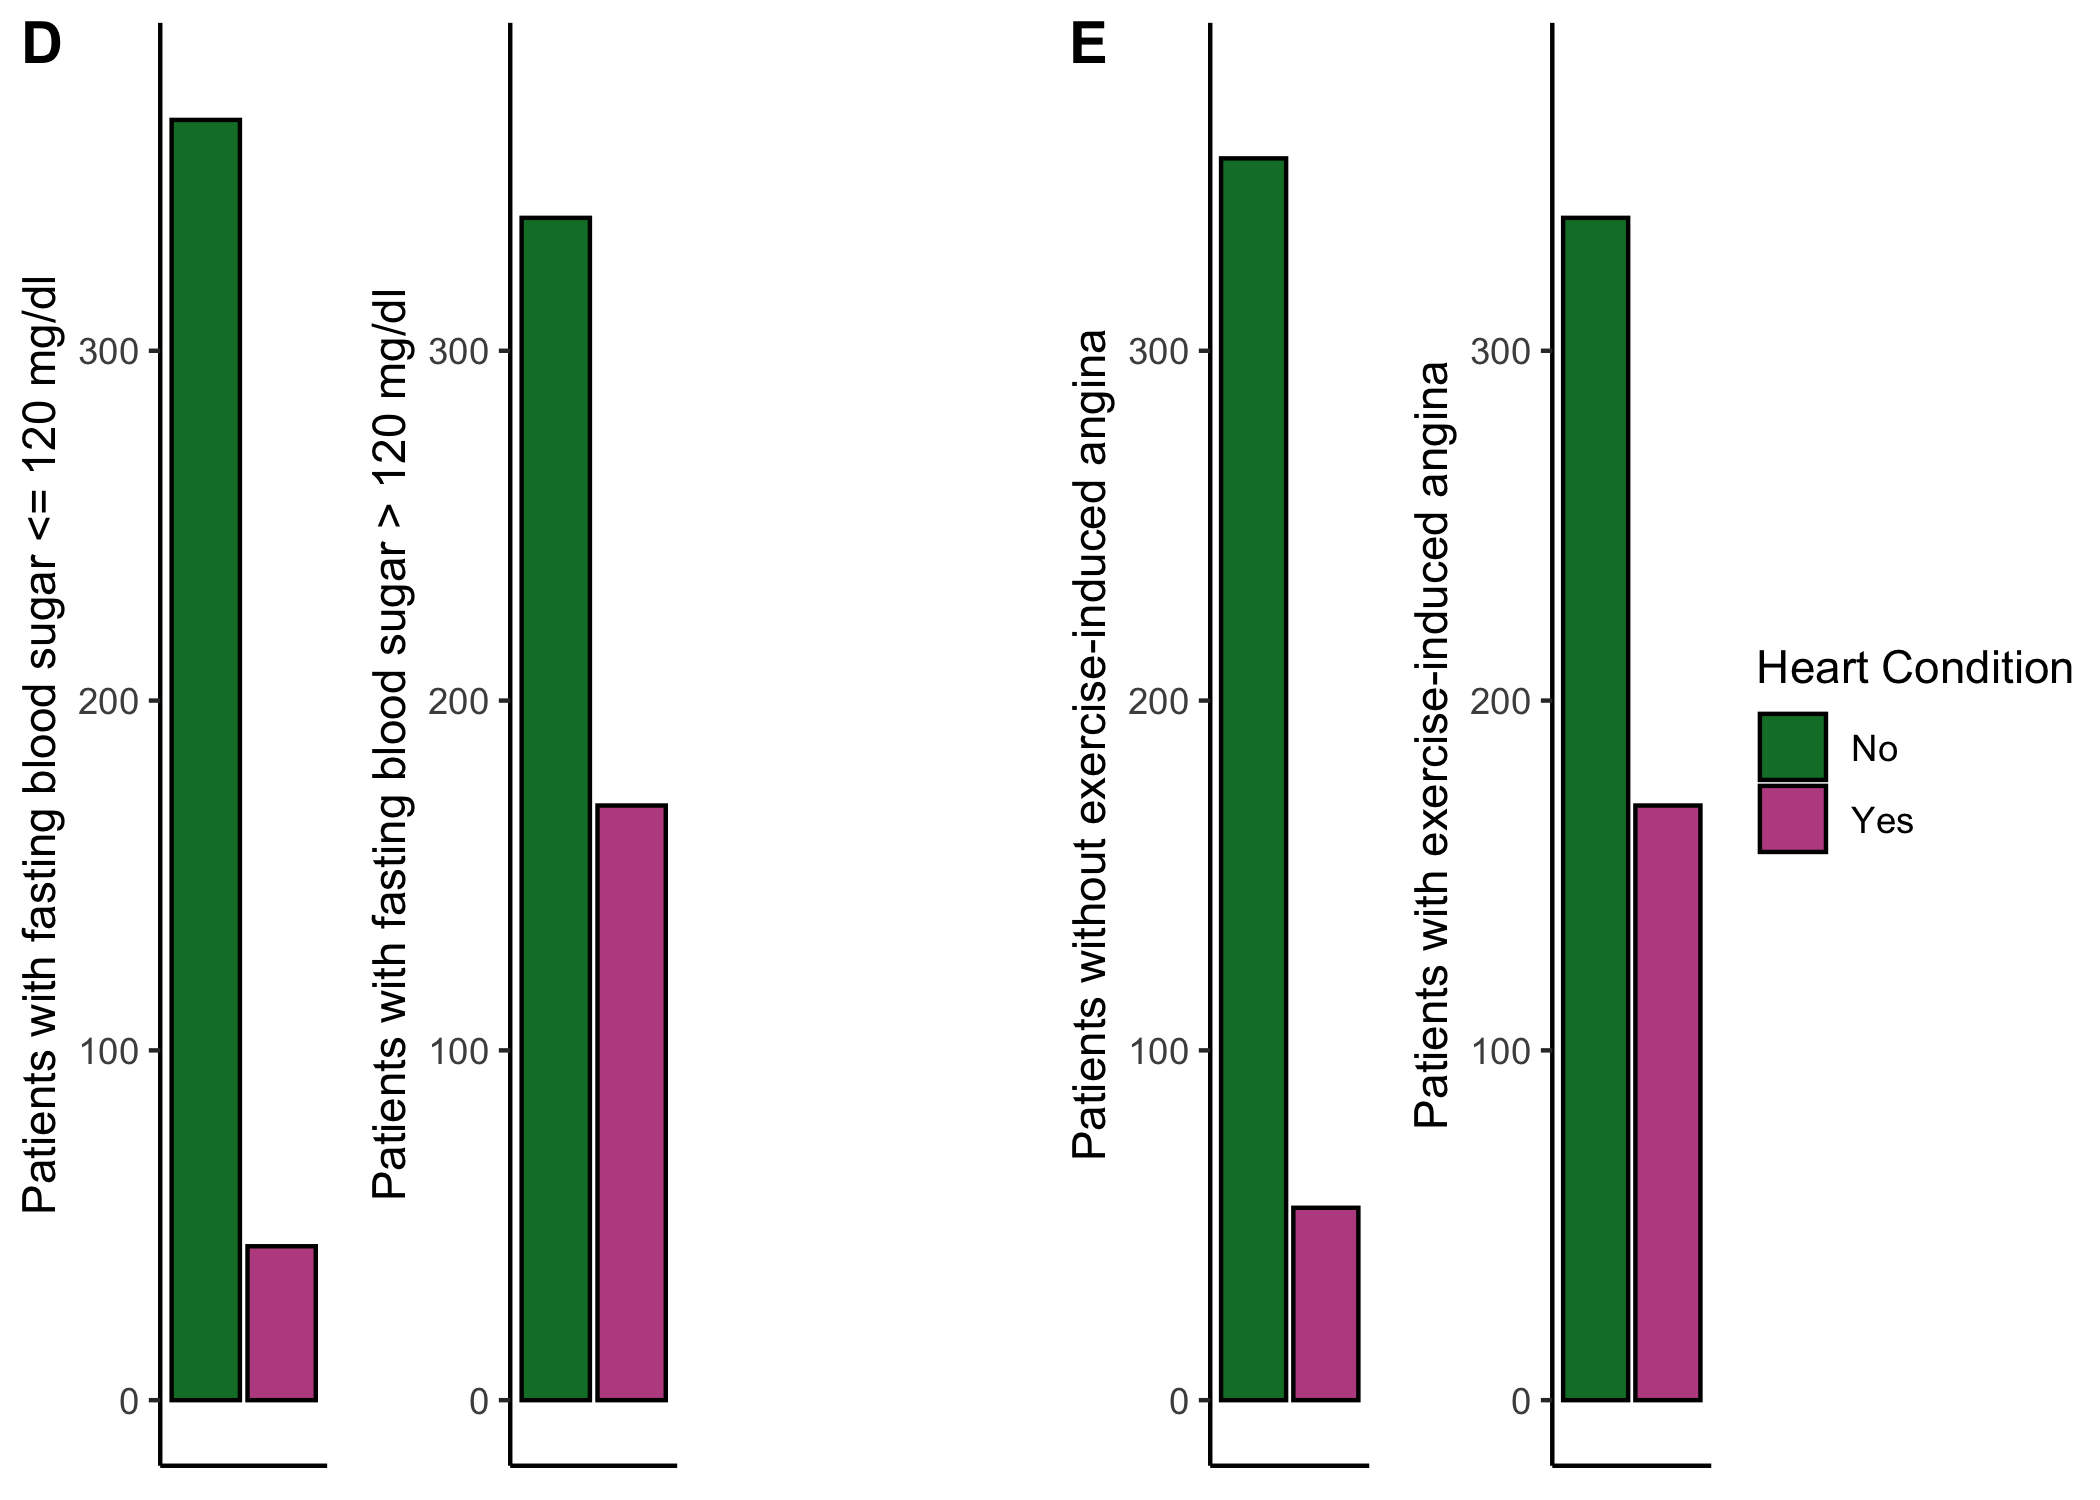 D
Patients with fasting blood sugar <= 120 mg/dl
300
200
100
0
Patients with fasting blood sugar > 120 mg/dl
300
200
100
0
E
Patients without exercise-induced angina
300
200
100
0
Patients with exercise-induced angina
300
200
100
0
Heart Condition
No
Yes